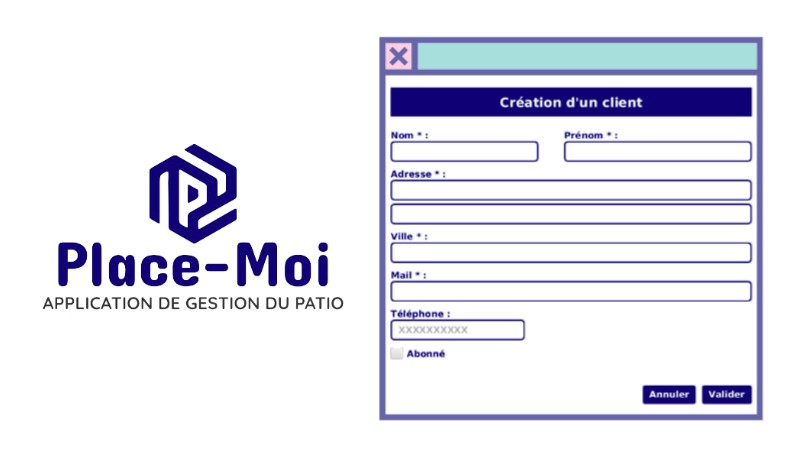 Place-Moi
APPLICATION DE GESTION DU PATIO
Création d'un client
Nom * :
Prénom * :
Adresse * :
Ville * :
Mail * :
Téléphone :
XXXXXXXXXX
Abonné
Annuler
Valider